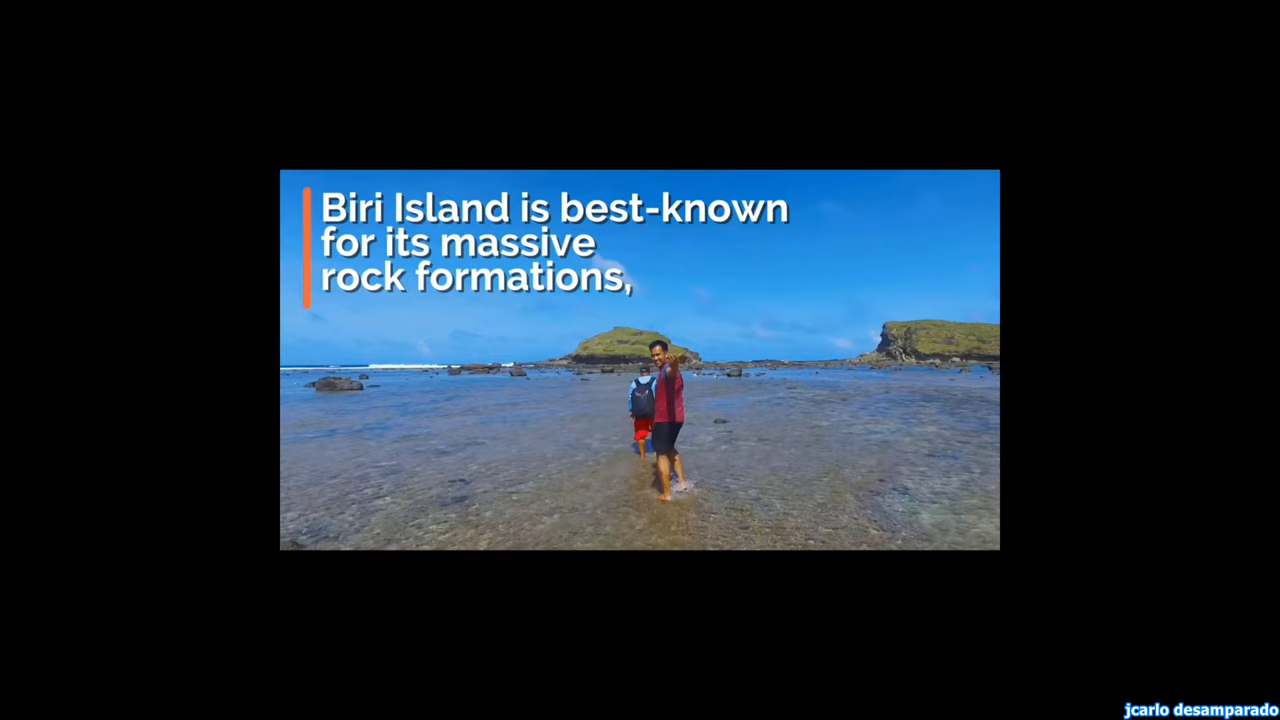 Biri Island is best-known
for its massive
rock formations,
jcarlo desamparado